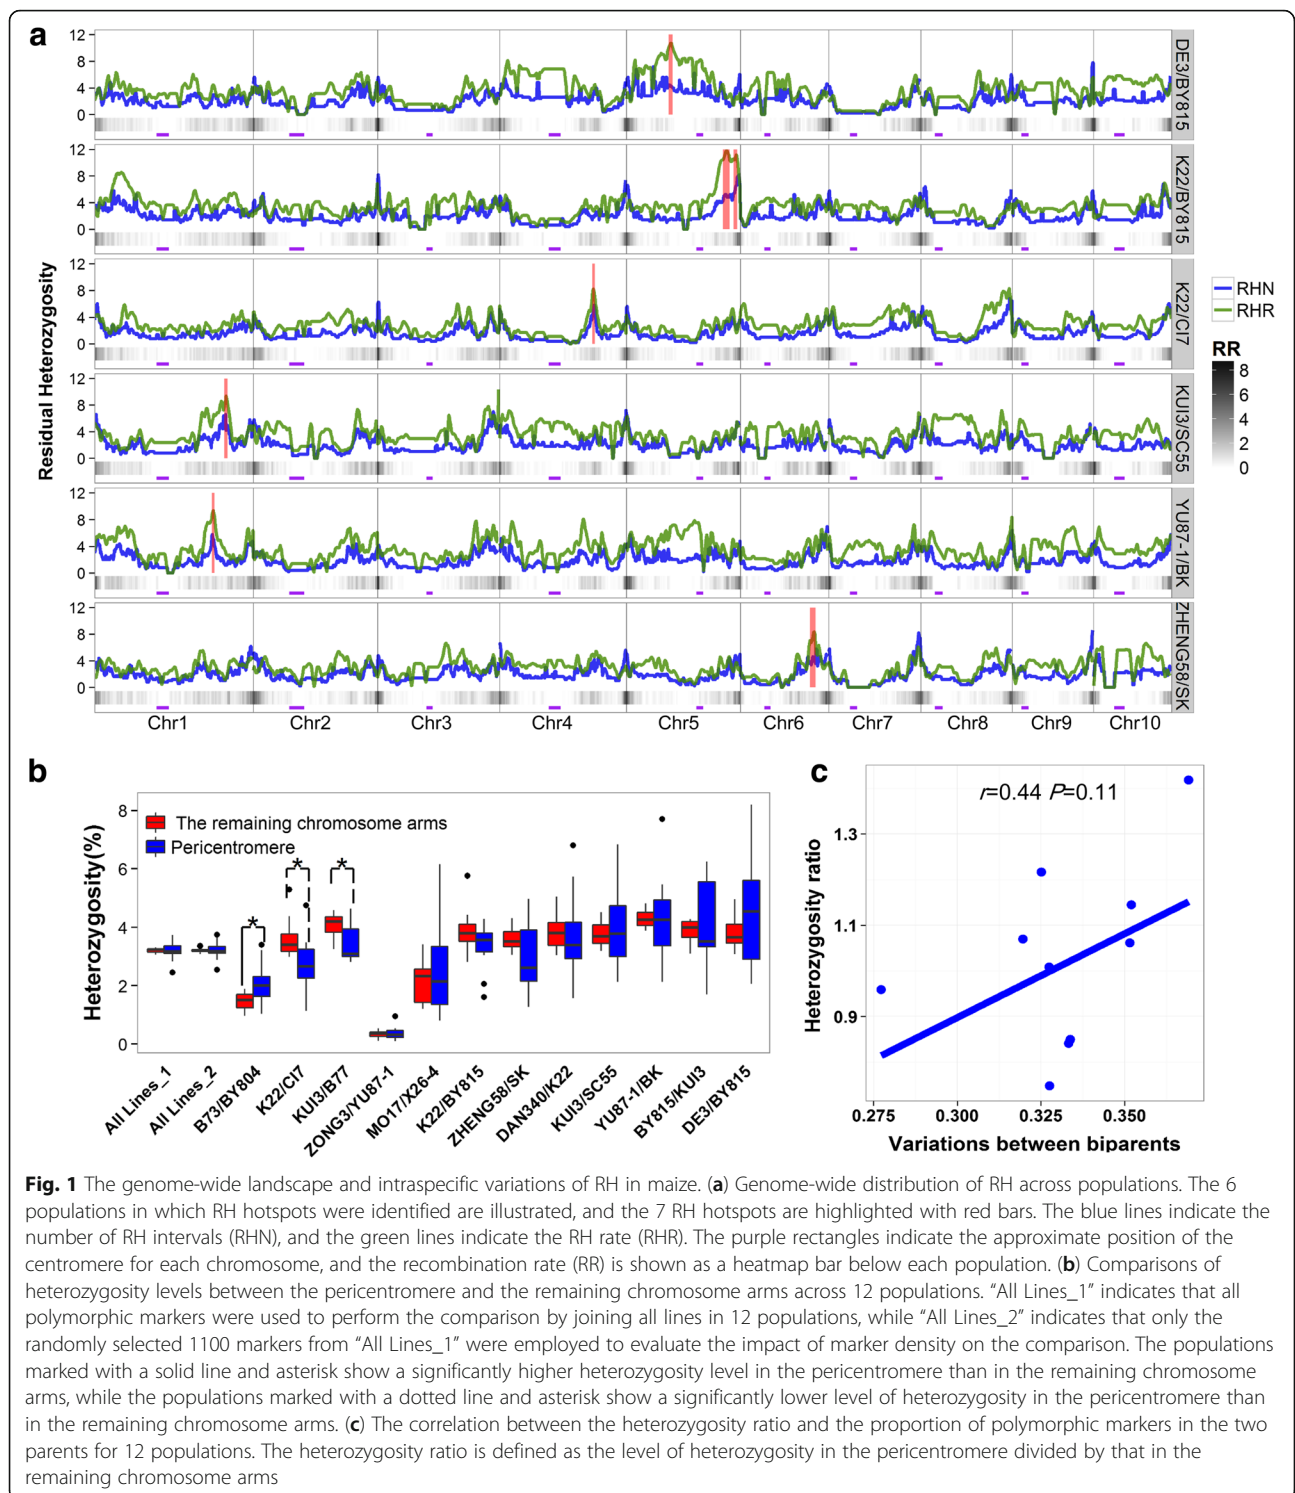 a
12
8
4
0
DE3/BY815
12
8
4
0
K22/BY815
12
8
4
0
K22/CI7
12
8
4
0
KUI3/SC55
12
8
4
0
YU87-1/BK
12
8
4
0
ZHENG58/SK
Residual Heterozygosity
Chr1 Chr2 Chr3 Chr4 Chr5 Chr6 Chr7 Chr8 Chr9 Chr10
RHN
RHR
RR
8
6
4
2
0
b
Heterozygosity(%)
8
6
4
2
0
The remaining chromosome arms
Pericentromere
* * *
All Lines_1
All Lines_2
B73/BY804
K22/CI7
KUI3/B77
ZONG3/YU87-1
MO17/X26-4
K22/BY815
ZHENG58/SK
DAN340/K22
KUI3/SC55
YU87-1/BK
BY815/KUI3
DE3/BY815
c
r=0.44 P=0.11
Heterozygosity ratio
1.3
1.1
0.9
0.275 0.300 0.325 0.350
Variations between biparents
Fig. 1 The genome-wide landscape and intraspecific variations of RH in maize. (a) Genome-wide distribution of RH across populations. The 6
populations in which RH hotspots were identified are illustrated, and the 7 RH hotspots are highlighted with red bars. The blue lines indicate the
number of RH intervals (RHN), and the green lines indicate the RH rate (RHR). The purple rectangles indicate the approximate position of the
centromere for each chromosome, and the recombination rate (RR) is shown as a heatmap bar below each population. (b) Comparisons of
heterozygosity levels between the pericentromere and the remaining chromosome arms across 12 populations. “All Lines_1” indicates that all
polymorphic markers were used to perform the comparison by joining all lines in 12 populations, while “All Lines_2” indicates that only the
randomly selected 1100 markers from “All Lines_1” were employed to evaluate the impact of marker density on the comparison. The populations
marked with a solid line and asterisk show a significantly higher heterozygosity level in the pericentromere than in the remaining chromosome
arms, while the populations marked with a dotted line and asterisk show a significantly lower level of heterozygosity in the pericentromere than
in the remaining chromosome arms. (c) The correlation between the heterozygosity ratio and the proportion of polymorphic markers in the two
parents for 12 populations. The heterozygosity ratio is defined as the level of heterozygosity in the pericentromere divided by that in the
remaining chromosome arms